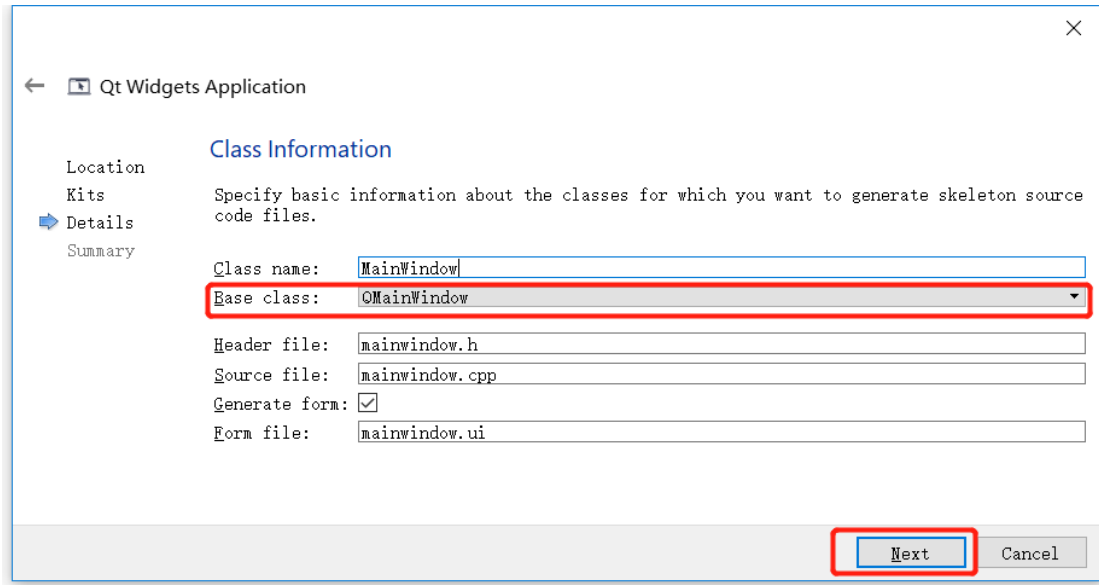 Qt Widgets Application
Class Information
Location
Kits
Details
Summary
Specify basic information about the classes for which you want to generate skeleton source
code files.
Class name: MainWindow
Base class: QMainWindow
Header file: mainwindow.h
Source file: mainwindow.cpp
Generate form:
Form file: mainwindow.ui
Next Cancel